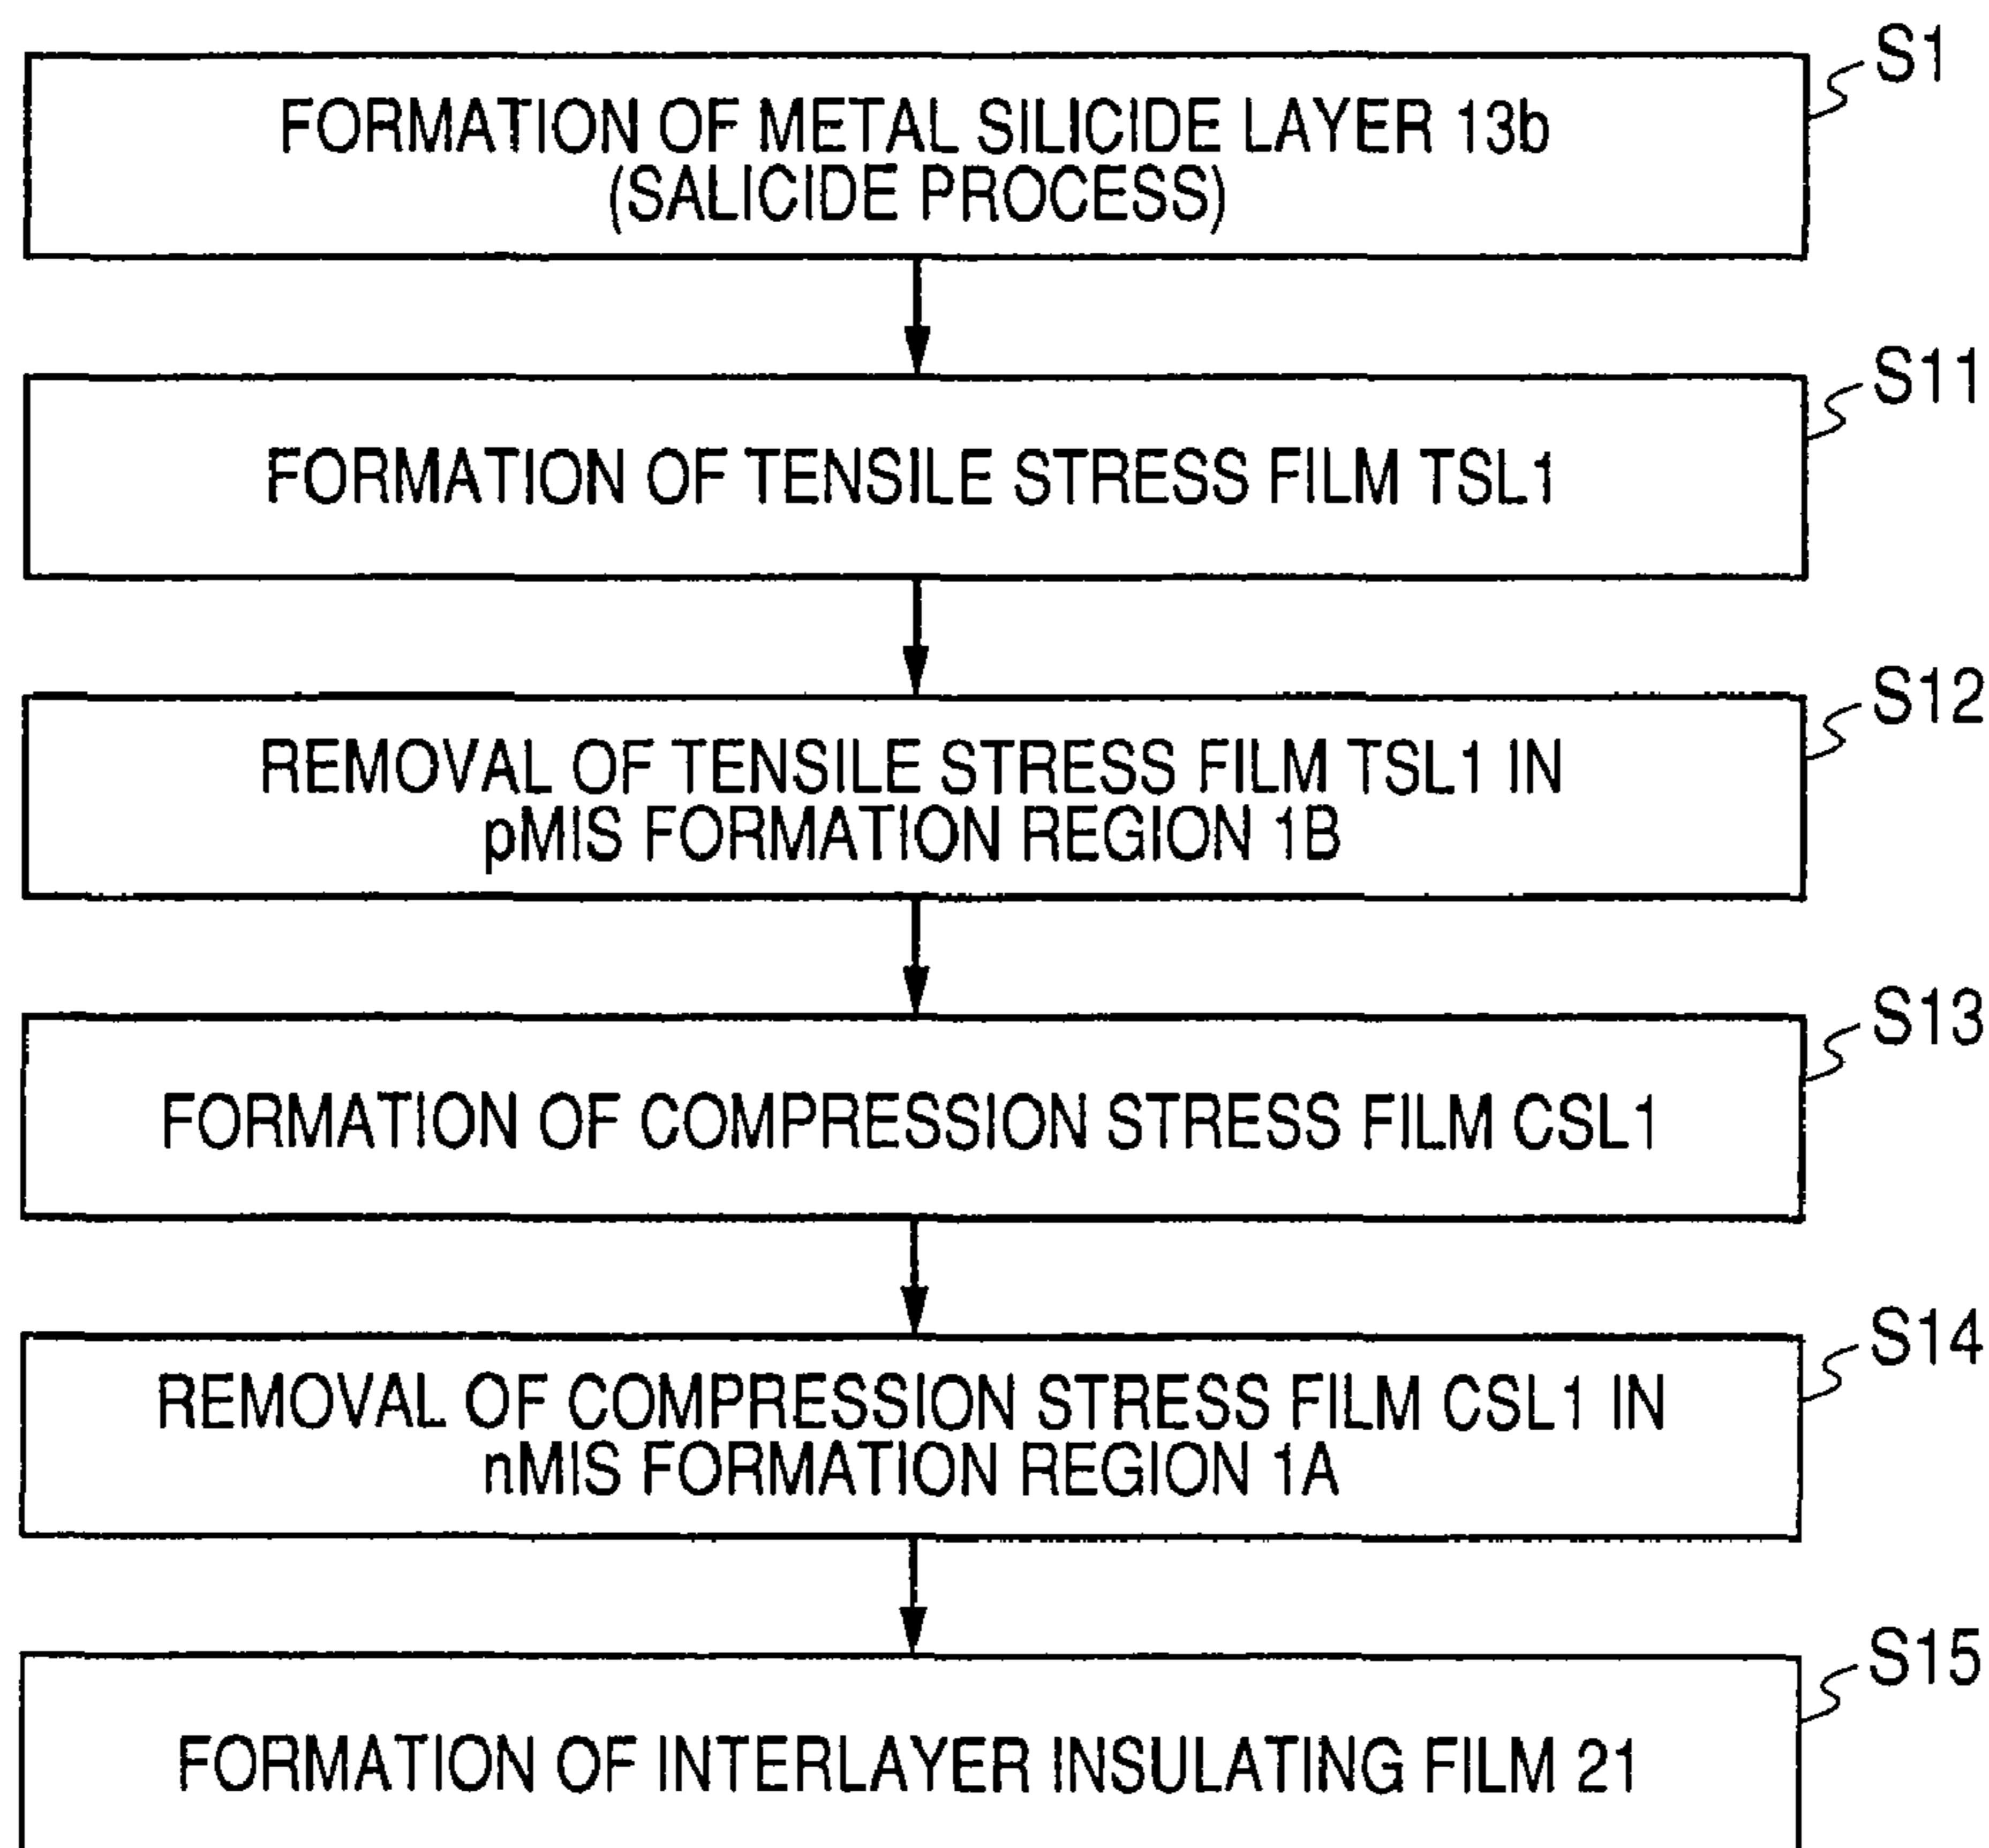 S1
FORMATION OF METAL SILICIDE LAYER 13b
(SALICIDE PROCESS)
S11
FORMATION OF TENSILE STRESS FILM TSL1
S12
REMOVAL OF TENSILE STRESS FILM TSL1 IN
pMIS FORMATION REGION 1B
S13
FORMATION OF COMPRESSION STRESS FILM CSL1
S14
REMOVAL OF COMPRESSION STRESS FILM CSL1 IN
nMIS FORMATION REGION 1A
S15
FORMATION OF INTERLAYER INSULATING FILM 21